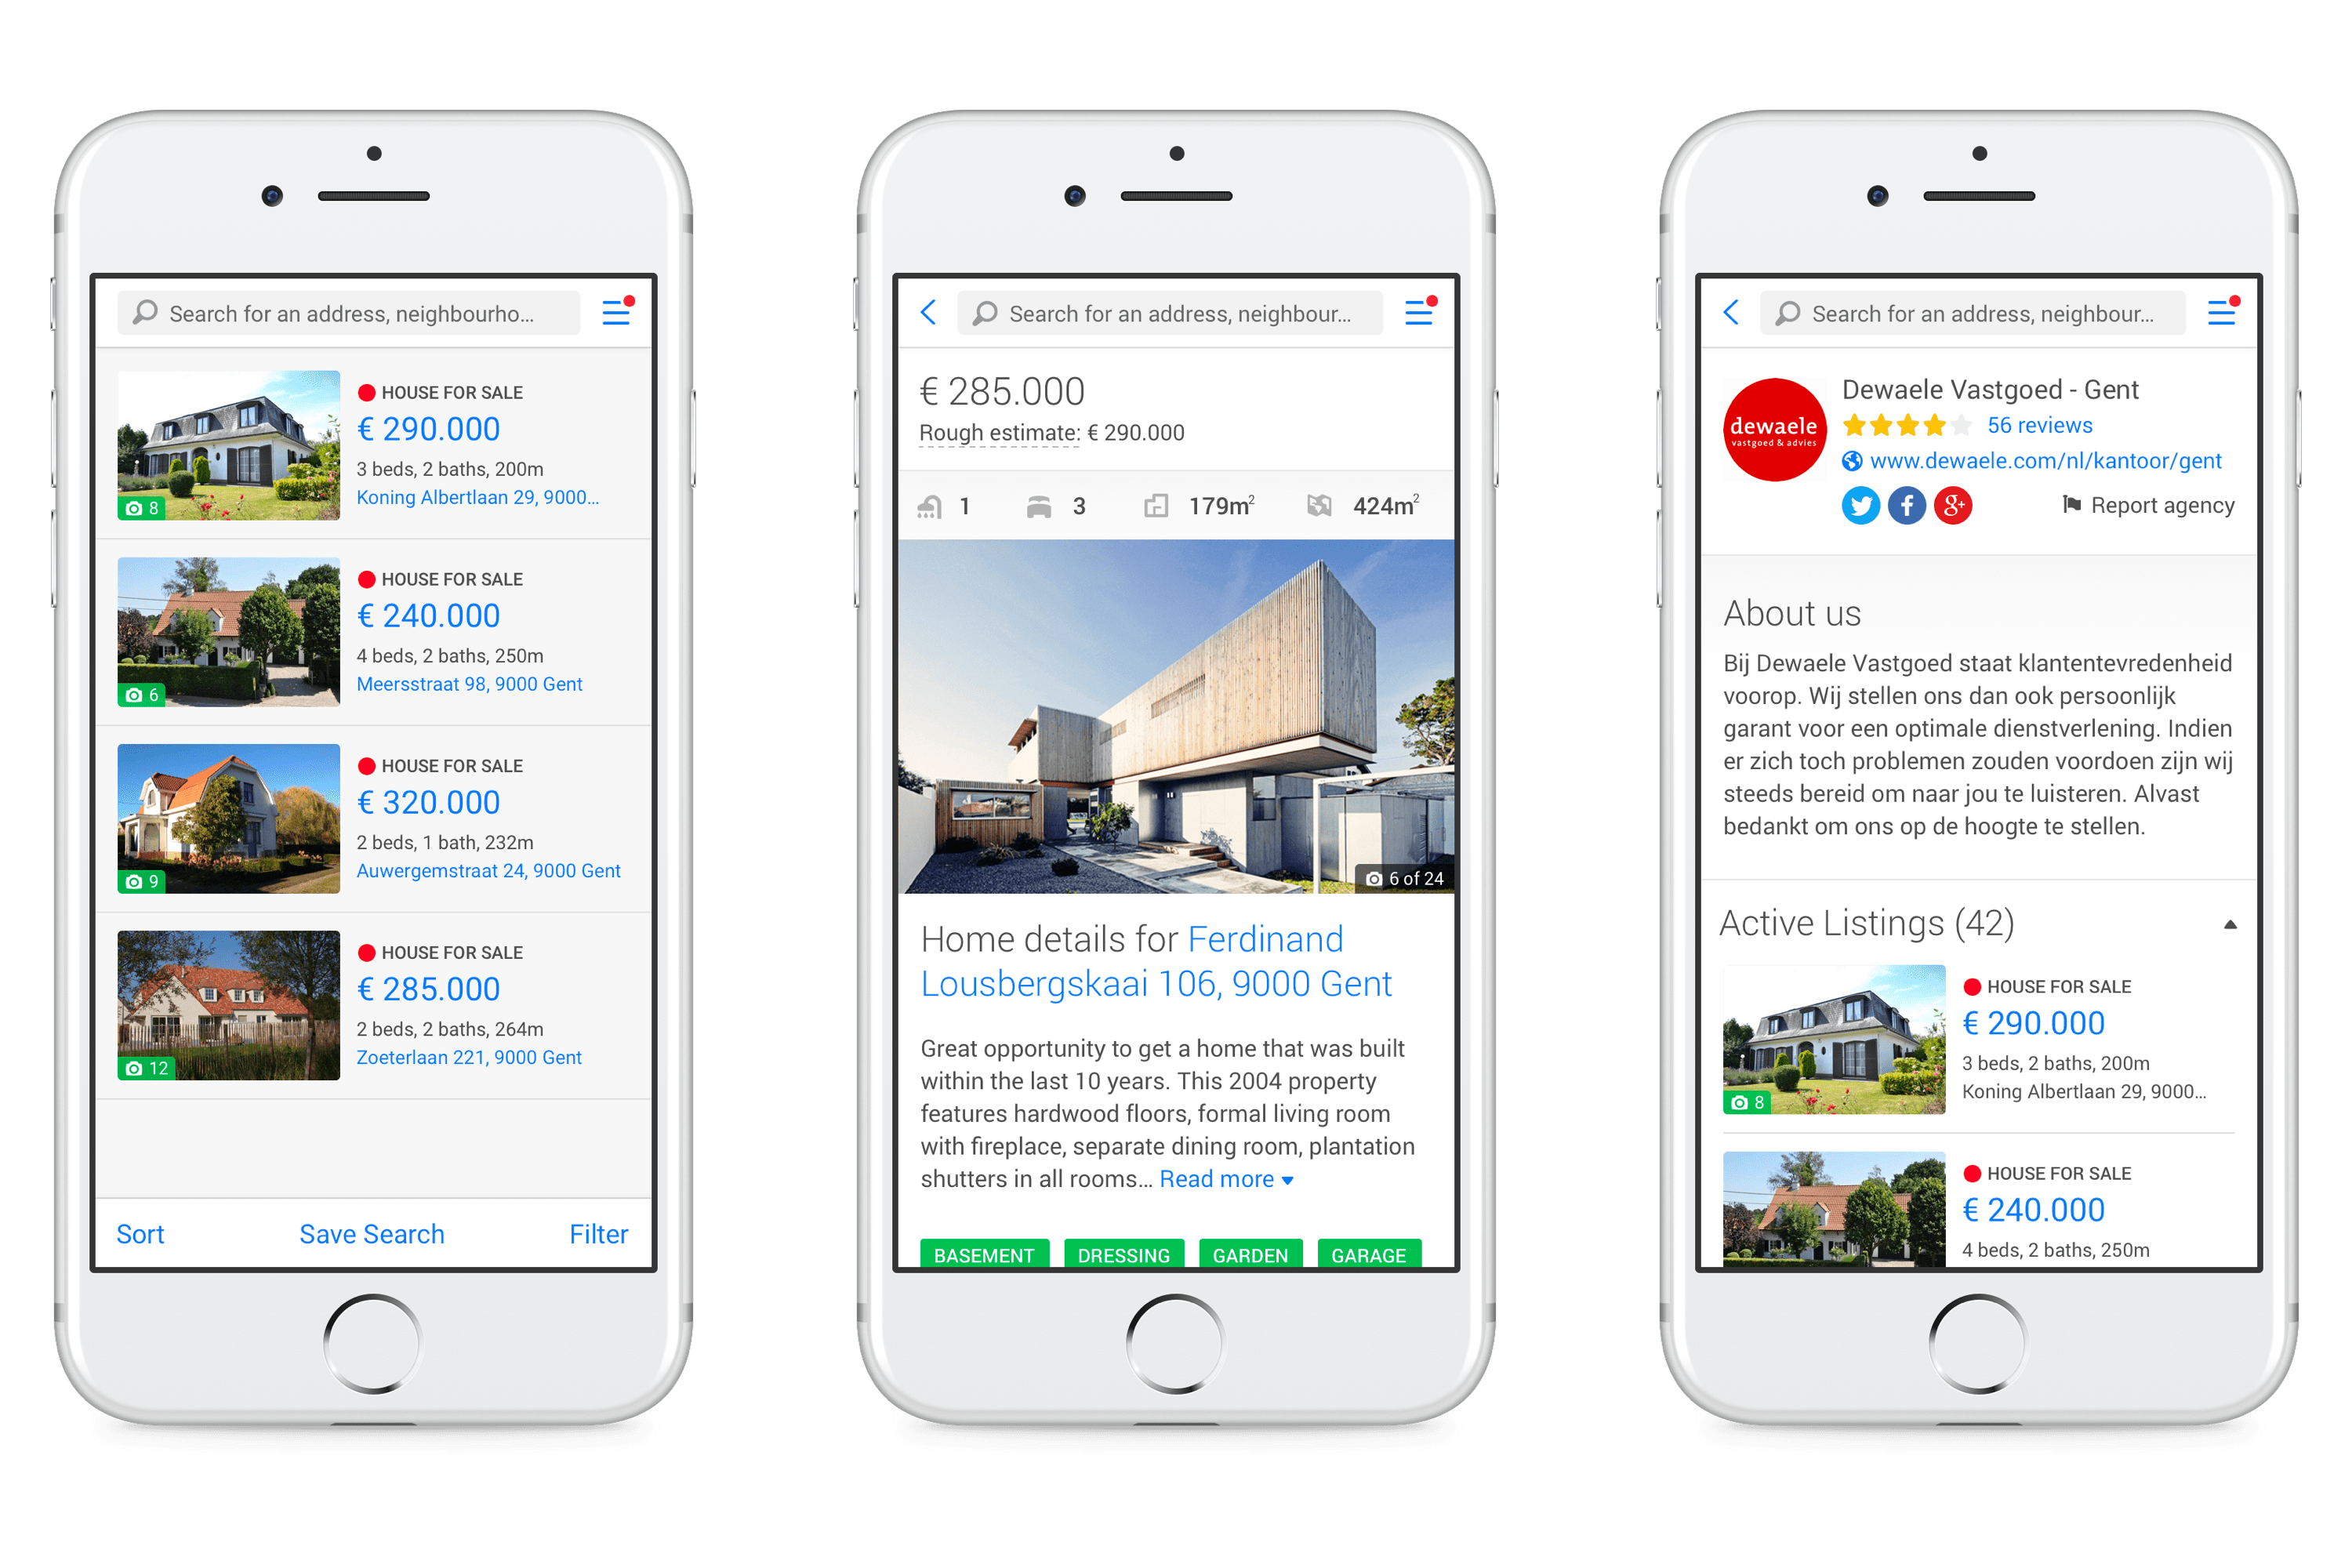 Search for an address, neighbourho...
HOUSE FOR SALE
€ 290.000
3 beds, 2 baths, 200m
Koning Albertlaan 29, 9000...
8
HOUSE FOR SALE
€ 240.000
4 beds, 2 baths, 250m
Meersstraat 98, 9000 Gent
6
HOUSE FOR SALE
€ 320.000
2 beds, 1 bath, 232m
Auwergemstraat 24, 9000 Gent
9
HOUSE FOR SALE
€ 285.000
2 beds, 2 baths, 264m
Zoeterlaan 221, 9000 Gent
12
Sort Save Search Filter
Search for an address, neighbour...
€ 285.000
Rough estimate: € 290.000
1 3 179m² 424m²
6 of 24
Home details for Ferdinand
Lousbergskaai 106, 9000 Gent
Great opportunity to get a home that was built
within the last 10 years. This 2004 property
features hardwood floors, formal living room
with fireplace, separate dining room, plantation
shutters in all rooms... Read more
BASEMENT DRESSING GARDEN GARAGE
Search for an address, neighbour...
dewaele
vastgoed & advies
Dewaele Vastgoed - Gent
56 reviews
www.dewaele.com/nl/kantoor/gent
g+ Report agency
About us
Bij Dewaele Vastgoed staat klantentevredenheid
voorop. Wij stellen ons dan ook persoonlijk
garant voor een optimale dienstverlening. Indien
er zich toch problemen zouden voordoen zijn wij
steeds bereid om naar jou te luisteren. Alvast
bedankt om ons op de hoogte te stellen.
Active Listings (42)
HOUSE FOR SALE
€ 290.000
3 beds, 2 baths, 200m
Koning Albertlaan 29, 9000...
8
HOUSE FOR SALE
€ 240.000
4 beds, 2 baths, 250m